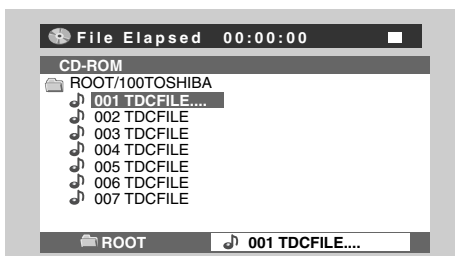 File Elapsed 00:00:00
CD-ROM
ROOT/100TOSHIBA
001 TDCFILE....
002 TDCFILE
003 TDCFILE
004 TDCFILE
005 TDCFILE
006 TDCFILE
007 TDCFILE
ROOT 001 TDCFILE....